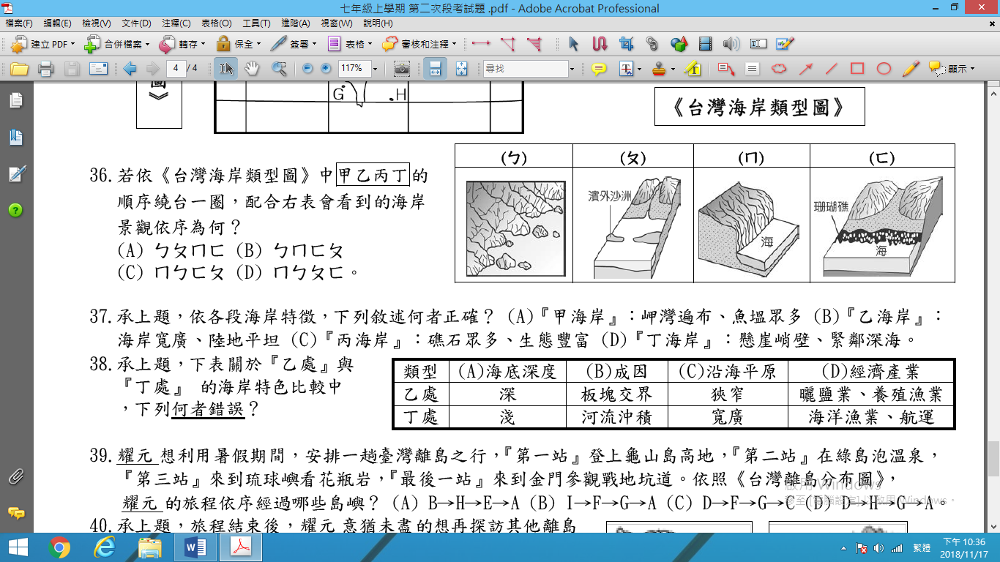 七年級上學期 第二次段考試題 .pdf - Adobe Acrobat Professional
檔案(F) 編輯(E) 檢視(V) 文件(D) 注釋(C) 表格(O) 工具(T) 進階(A) 視窗(W) 說明(H)
建立 PDF 合併檔案 轉存 保全 簽署 表格 審核和注釋
4 / 4 117% 尋找 顯示
圖》
G H
《台灣海岸類型圖》
36.若依《台灣海岸類型圖》中甲乙丙丁的
順序繞台一圈，配合右表會看到的海岸
景觀依序為何？
(A) ㄅㄆㄇㄈ (B) ㄅㄇㄈㄆ
(C) ㄇㄅㄈㄆ (D) ㄇㄅㄆㄈ。
(ㄅ) (ㄆ) (ㄇ) (ㄈ)
濱外沙洲
海
珊瑚礁
海
37.承上題，依各段海岸特徵，下列敘述何者正確？ (A)『甲海岸』：岬灣遍布、魚塭眾多 (B)『乙海岸』：
海岸寬廣、陸地平坦 (C)『丙海岸』：礁石眾多、生態豐富 (D)『丁海岸』：懸崖峭壁、緊鄰深海。
38.承上題，下表關於『乙處』與
『丁處』 的海岸特色比較中
，下列何者錯誤？
類型 (A)海底深度 (B)成因 (C)沿海平原 (D)經濟產業
乙處 深 板塊交界 狹窄 曬鹽業、養殖漁業
丁處 淺 河流沖積 寬廣 海洋漁業、航運
39.耀元 想利用暑假期間，安排一趟臺灣離島之行，『第一站』登上龜山島高地，『第二站』在綠島泡溫泉，
『第三站』來到琉球嶼看花瓶岩，『最後一站』來到金門參觀戰地坑道。依照《台灣離島分布圖》，
耀元 的旅程依序經過哪些島嶼？ (A) B→H→E→A (B) I→F→G→A (C) D→F→G→C (D) D→H→G→A。
啟用 Windows
移至 [電腦設定] 以啟用 Windows。
40.承上題，旅程結束後，耀元 意猶未盡的想再探訪其他離島
繁體
下午 10:36
2018/11/17